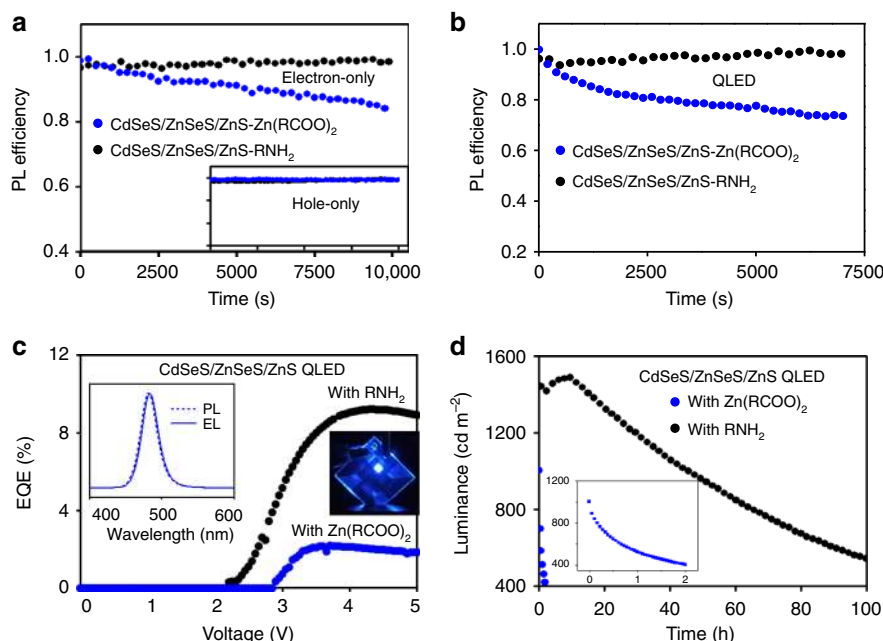 a
1.0
0.8
0.6
0.4
PL efficiency
Electron-only
CdSeS/ZnSeS/ZnS-Zn(RCOO)₂
CdSeS/ZnSeS/ZnS-RNH₂
Hole-only
0 2500 5000 7500 10,000
Time (s)
b
1.0
0.8
0.6
0.4
0.2
PL efficiency
QLED
CdSeS/ZnSeS/ZnS-Zn(RCOO)₂
CdSeS/ZnSeS/ZnS-RNH₂
0 2500 5000 7500
Time (s)
c
12
9
6
3
0
EQE (%)
CdSeS/ZnSeS/ZnS QLED
With RNH₂
PL
EL
400 500 600
Wavelength (nm)
With Zn(RCOO)₂
0 1 2 3 4 5
Voltage (V)
d
1600
1300
1000
700
400
Luminance (cd m⁻²)
CdSeS/ZnSeS/ZnS QLED
With Zn(RCOO)₂
With RNH₂
1200
800
400
0 1 2
0 20 40 60 80 100
Time (h)